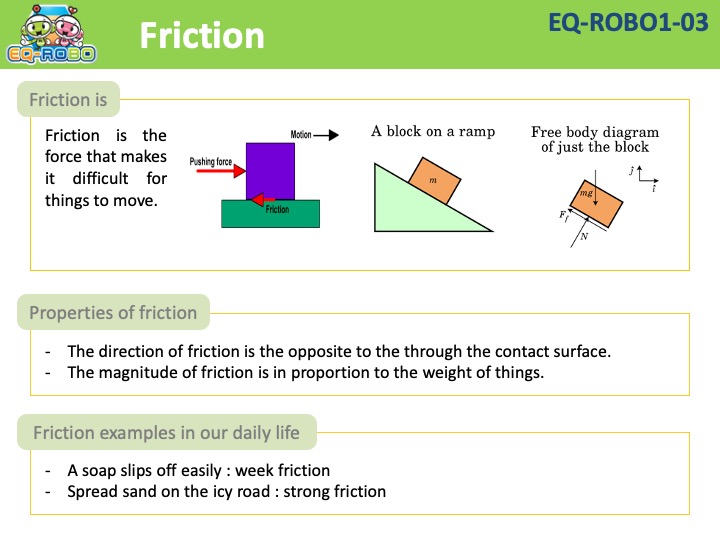 EQ-ROBO
Friction
EQ-ROBO1-03
Friction is
Friction is the
force that makes
it difficult for
things to move.
Motion
Pushing force
Friction
A block on a ramp
m
Free body diagram
of just the block
ĵ
î
mg
F_f
N
Properties of friction
- The direction of friction is the opposite to the through the contact surface.
- The magnitude of friction is in proportion to the weight of things.
Friction examples in our daily life
- A soap slips off easily : week friction
- Spread sand on the icy road : strong friction